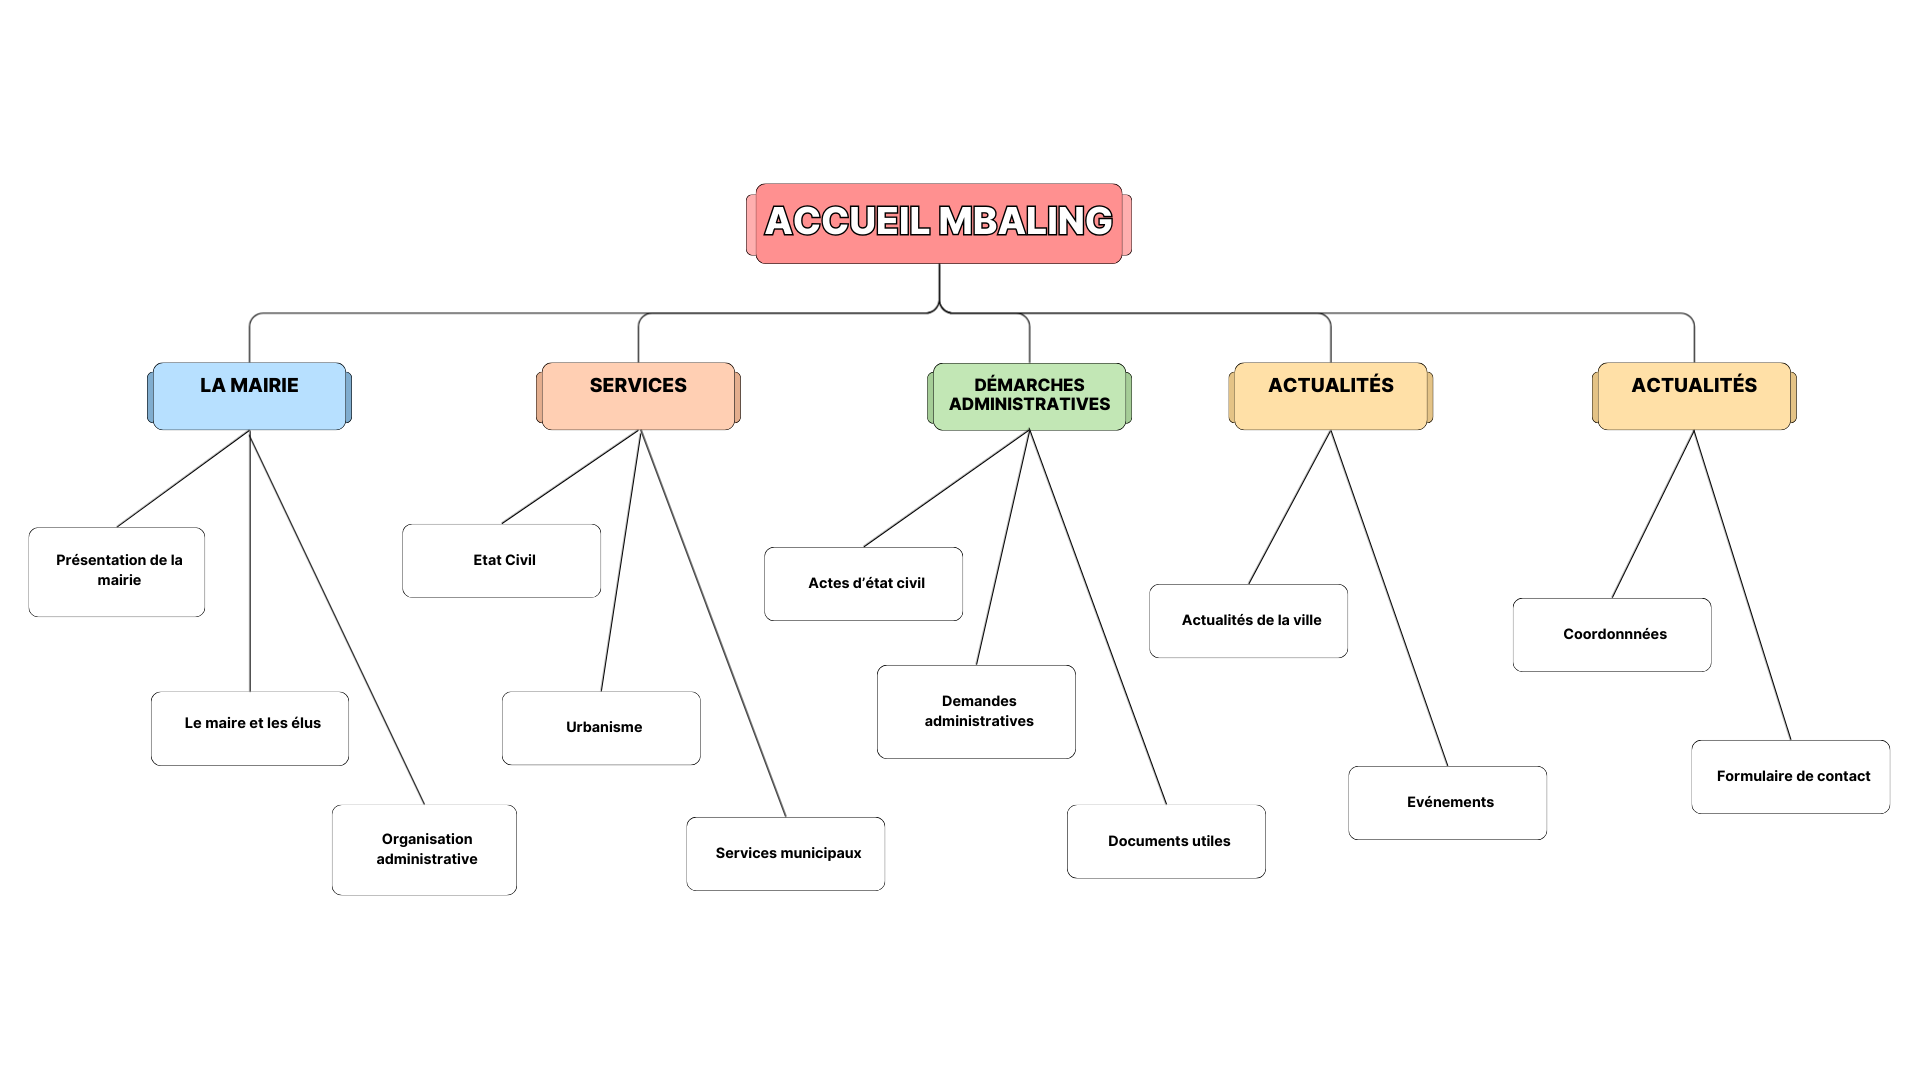 ACCUEIL MBALING
LA MAIRIE
SERVICES
DÉMARCHES
ADMINISTRATIVES
ACTUALITÉS
ACTUALITÉS
Présentation de la
mairie
Le maire et les élus
Organisation
administrative
Etat Civil
Urbanisme
Services municipaux
Actes d’état civil
Demandes
administratives
Documents utiles
Actualités de la ville
Evénements
Coordonnnées
Formulaire de contact